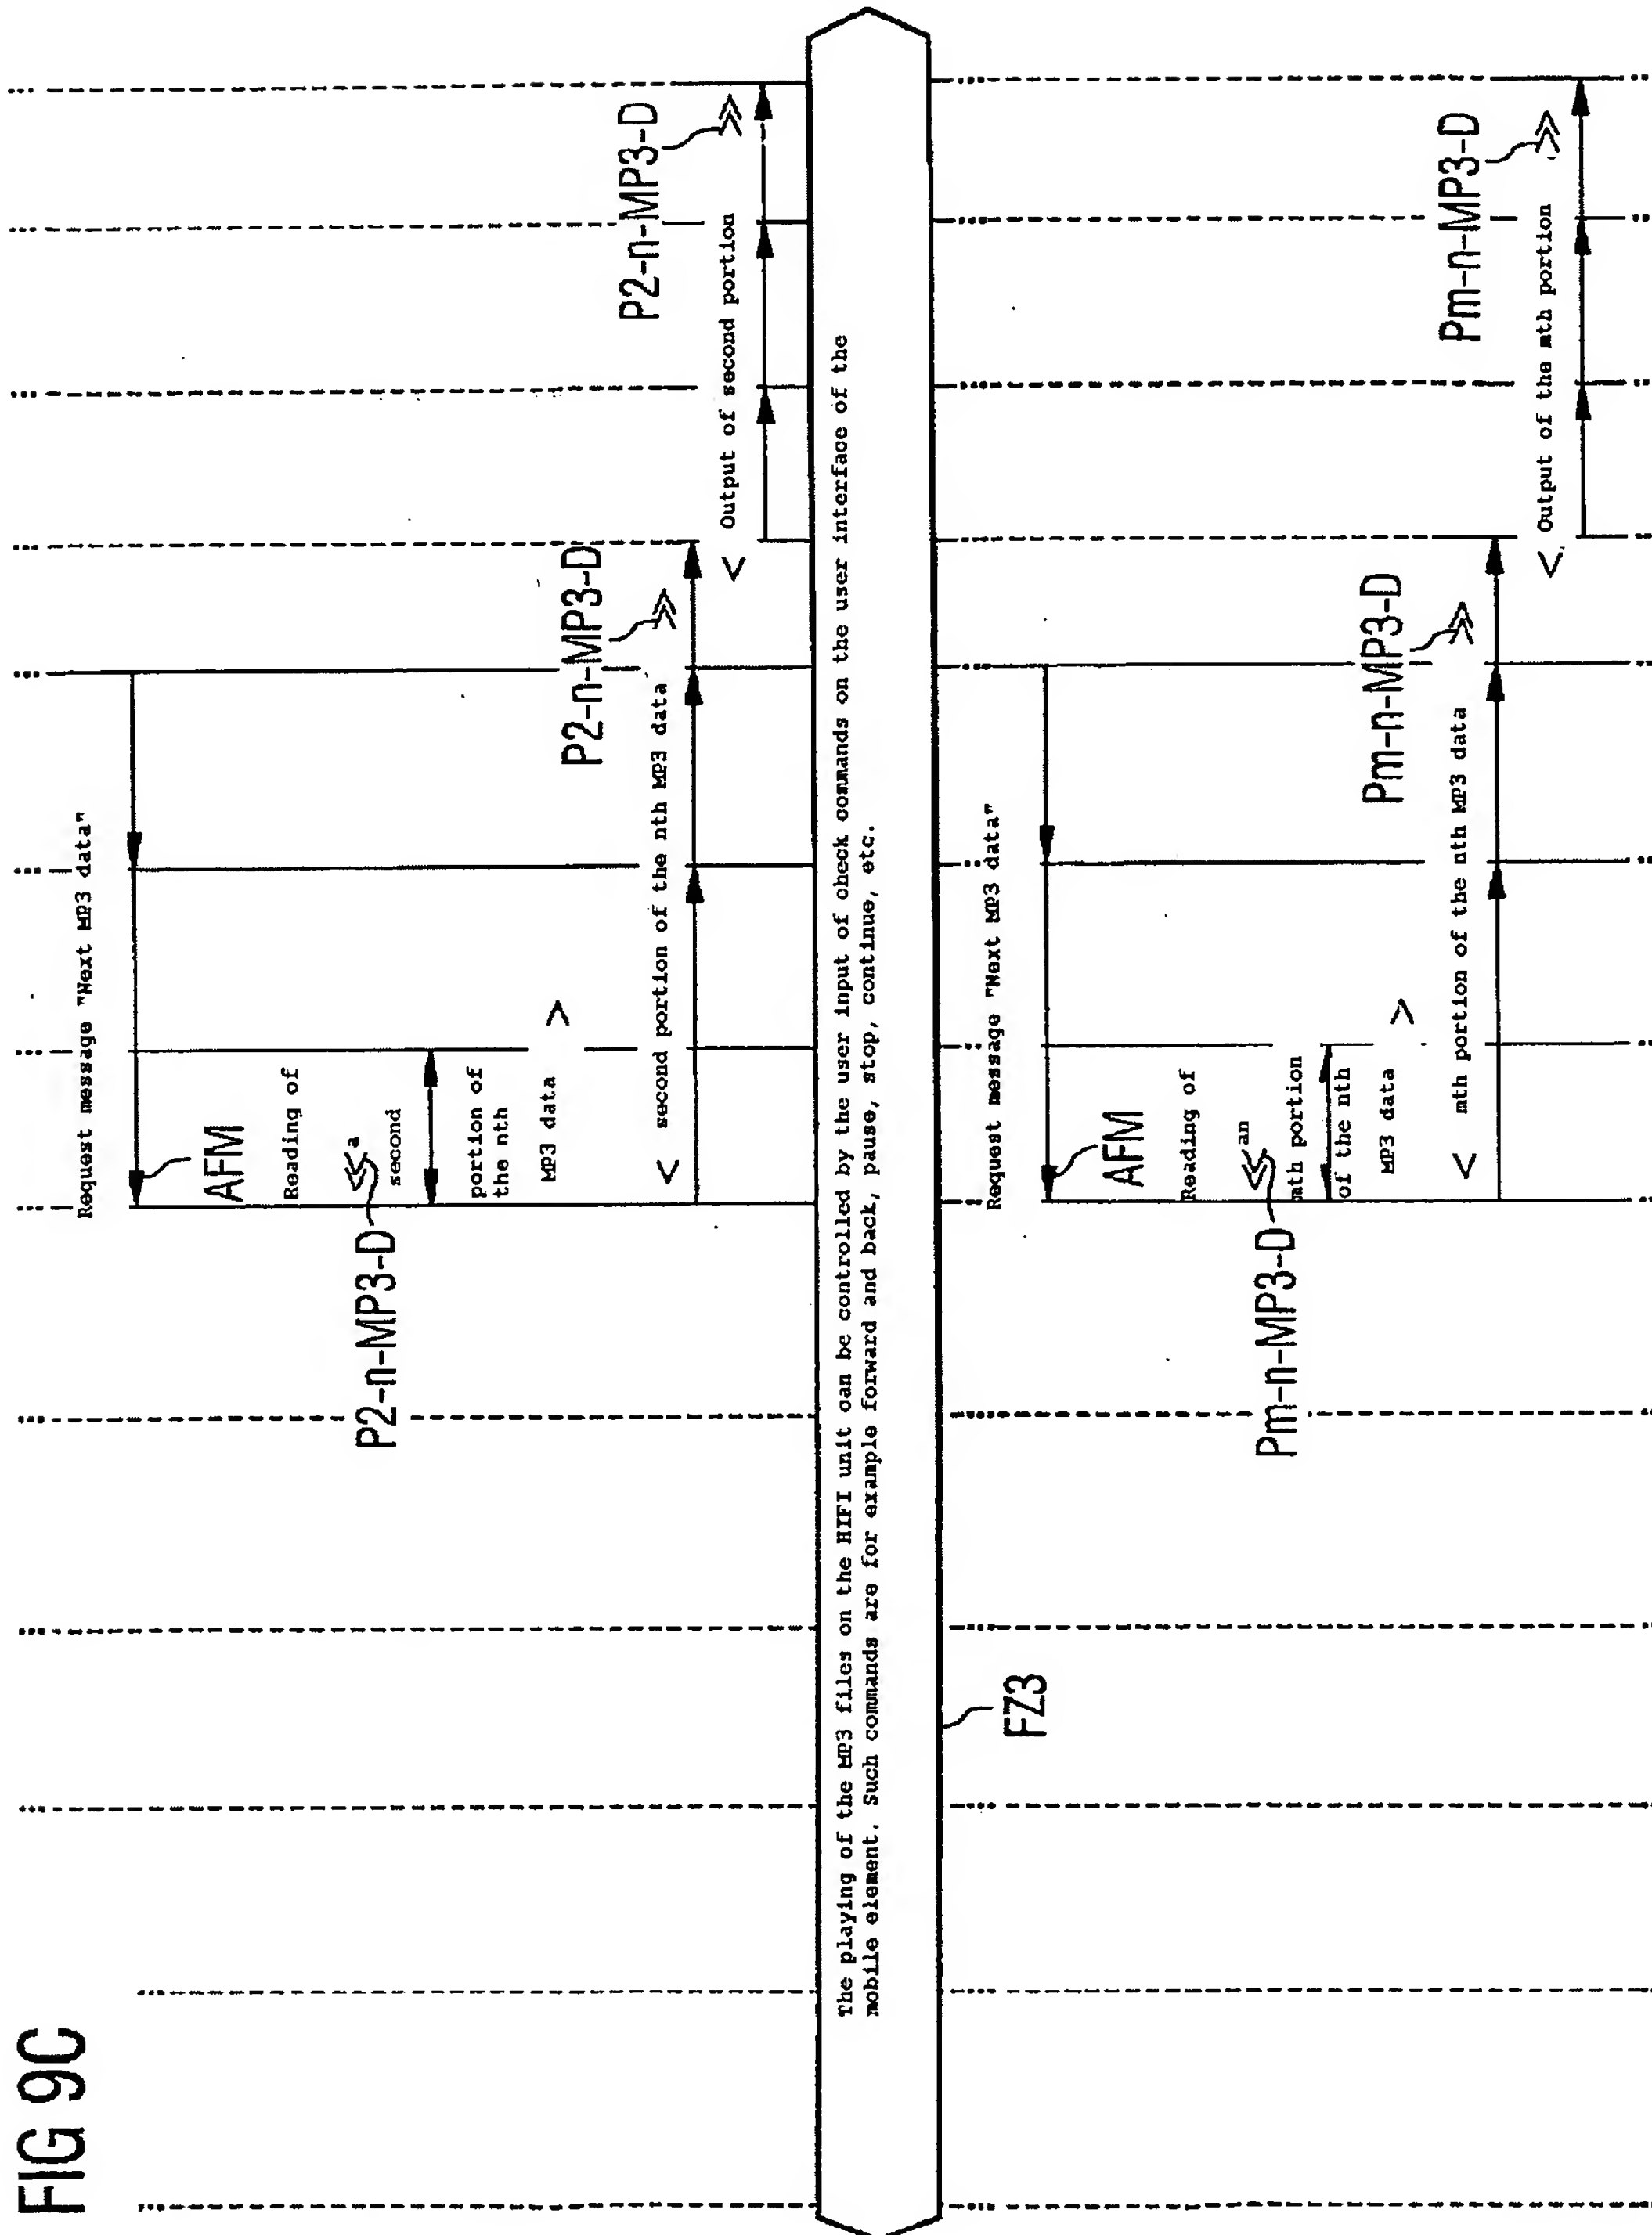 FIG 9C
Request message "Next MP3 data"
AFM
Reading of
<< a
second
P2-n-MP3-D
portion of
the nth
MP3 data >
< second portion of the nth MP3 data >>
P2-n-MP3-D
< Output of second portion >>
P2-n-MP3-D
The playing of the MP3 files on the HIFI unit can be controlled by the user input of check commands on the user interface of the
mobile element. Such commands are for example forward and back, pause, stop, continue, etc.
FZ3
Request message "Next MP3 data"
AFM
Reading of
<< an
mth portion
Pm-n-MP3-D
of the nth
MP3 data >
< mth portion of the nth MP3 data >>
Pm-n-MP3-D
< Output of the mth portion >>
Pm-n-MP3-D